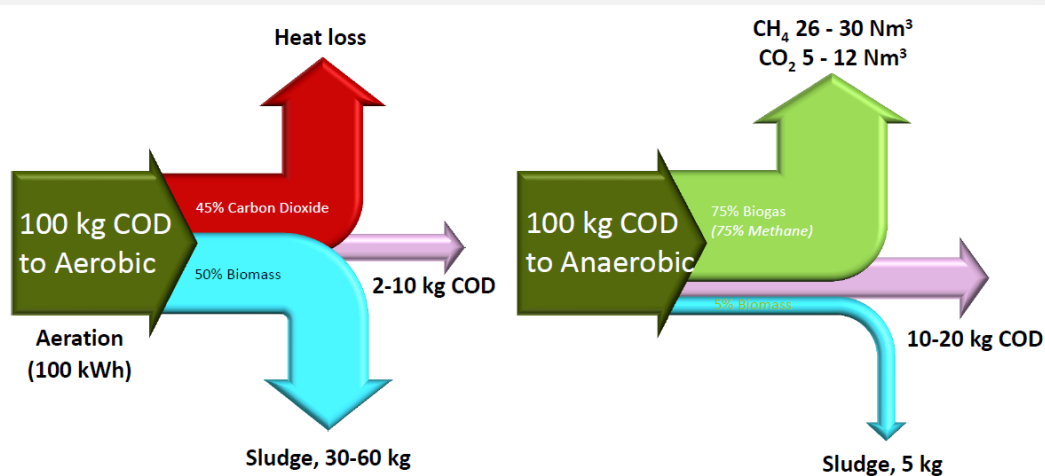 Heat loss
45% Carbon Dioxide
100 kg COD
to Aerobic
50% Biomass
2-10 kg COD
Aeration
(100 kWh)
Sludge, 30-60 kg
CH₄ 26 - 30 Nm³
CO₂ 5 - 12 Nm³
75% Biogas
(75% Methane)
100 kg COD
to Anaerobic
5% Biomass
10-20 kg COD
Sludge, 5 kg